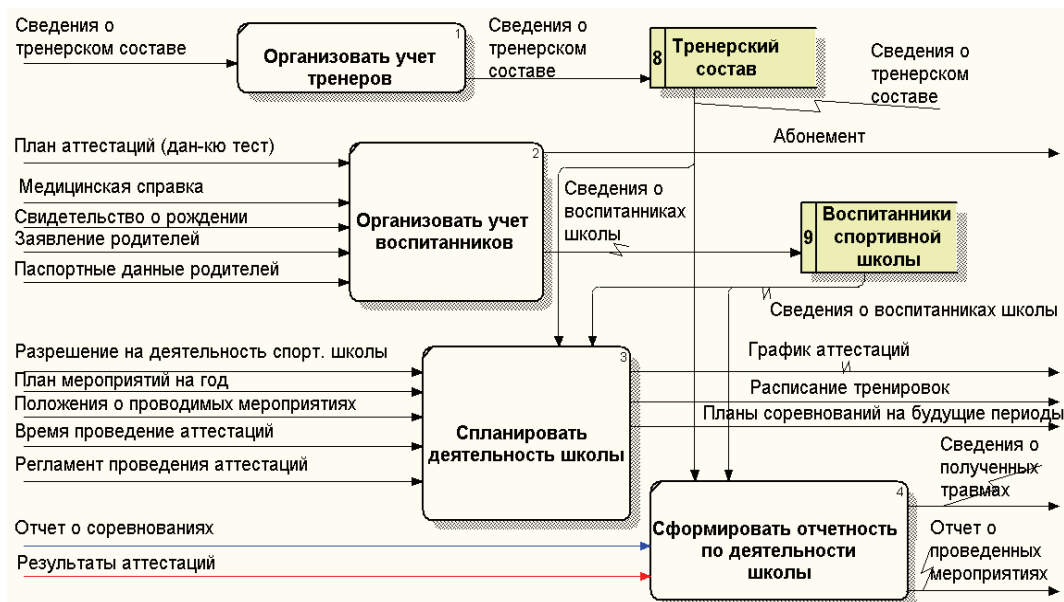 Сведения о
тренерском составе
1
Организовать учет
тренеров
Сведения о
тренерском
составе
8
Тренерский
состав
Сведения о
тренерском
составе
План аттестаций (дан-кю тест)
Медицинская справка
Свидетельство о рождении
Заявление родителей
Паспортные данные родителей
2
Организовать учет
воспитанников
Абонемент
Сведения о
воспитанниках
школы
9
Воспитанники
спортивной
школы
Сведения о воспитанниках школы
Разрешение на деятельность спорт. школы
План мероприятий на год
Положения о проводимых мероприятиях
Время проведение аттестаций
Регламент проведения аттестаций
3
Спланировать
деятельность школы
График аттестаций
Расписание тренировок
Планы соревнований на будущие периоды
Отчет о соревнованиях
Результаты аттестаций
4
Сформировать отчетность
по деятельности
школы
Сведения о
полученных
травмах
Отчет о
проведенных
мероприятиях